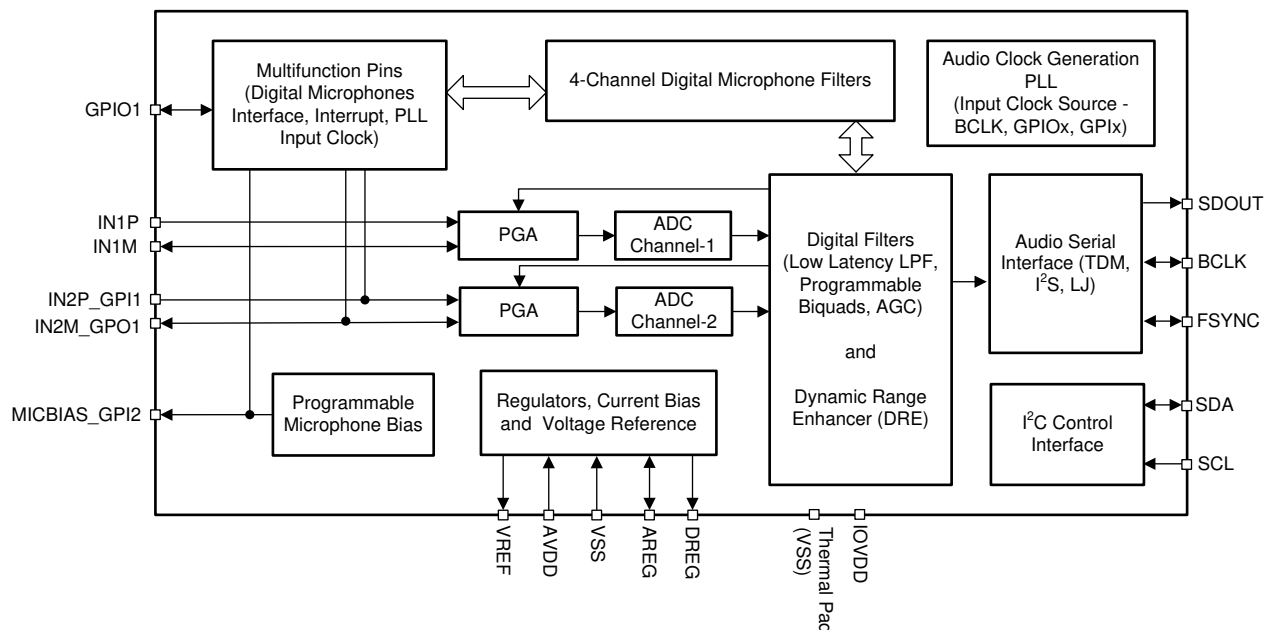 Multifunction Pins
(Digital Microphones
Interface, Interrupt, PLL
Input Clock)
4-Channel Digital Microphone Filters
Audio Clock Generation
PLL
(Input Clock Source -
BCLK, GPIOx, GPIx)
GPIO1
IN1P
IN1M
IN2P_GPI1
IN2M_GPO1
MICBIAS_GPI2
PGA
ADC
Channel-1
PGA
ADC
Channel-2
Digital Filters
(Low Latency LPF,
Programmable
Biquads, AGC)
and
Dynamic Range
Enhancer (DRE)
Audio Serial
Interface (TDM,
I²S, LJ)
SDOUT
BCLK
FSYNC
Programmable
Microphone Bias
Regulators, Current Bias
and Voltage Reference
I²C Control
Interface
SDA
SCL
VREF
AVDD
VSS
AREG
DREG
Thermal Pad
(VSS)
IOVDD